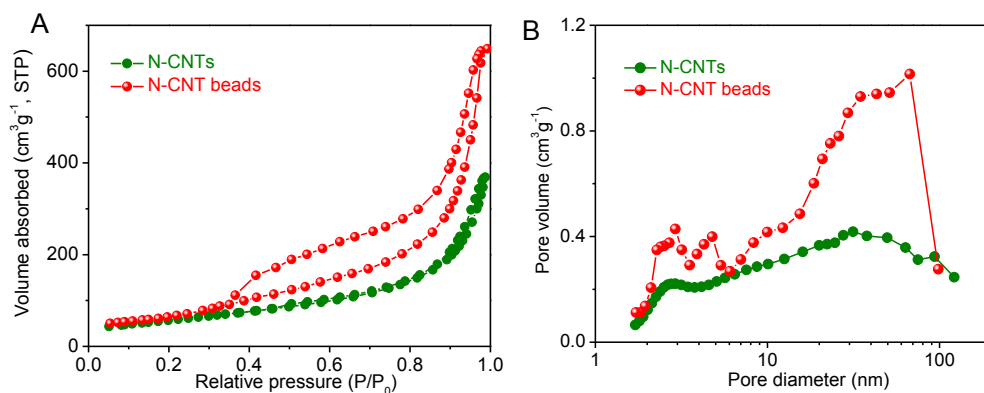 A
N-CNTs
N-CNT beads
Volume absorbed (cm³g⁻¹, STP)
600
400
200
0
0.0 0.2 0.4 0.6 0.8 1.0
Relative pressure (P/P₀)
B
N-CNTs
N-CNT beads
Pore volume (cm³g⁻¹)
1.2
0.8
0.4
0.0
1 10 100
Pore diameter (nm)